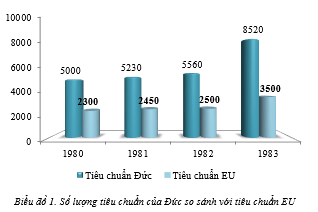 10000
8520
8000
6000
5000 5230 5560
4000
2300 2450 2500 3500
2000
0
1980 1981 1982 1983
Tiêu chuẩn Đức Tiêu chuẩn EU
Biểu đồ 1. Số lượng tiêu chuẩn của Đức so sánh với tiêu chuẩn EU